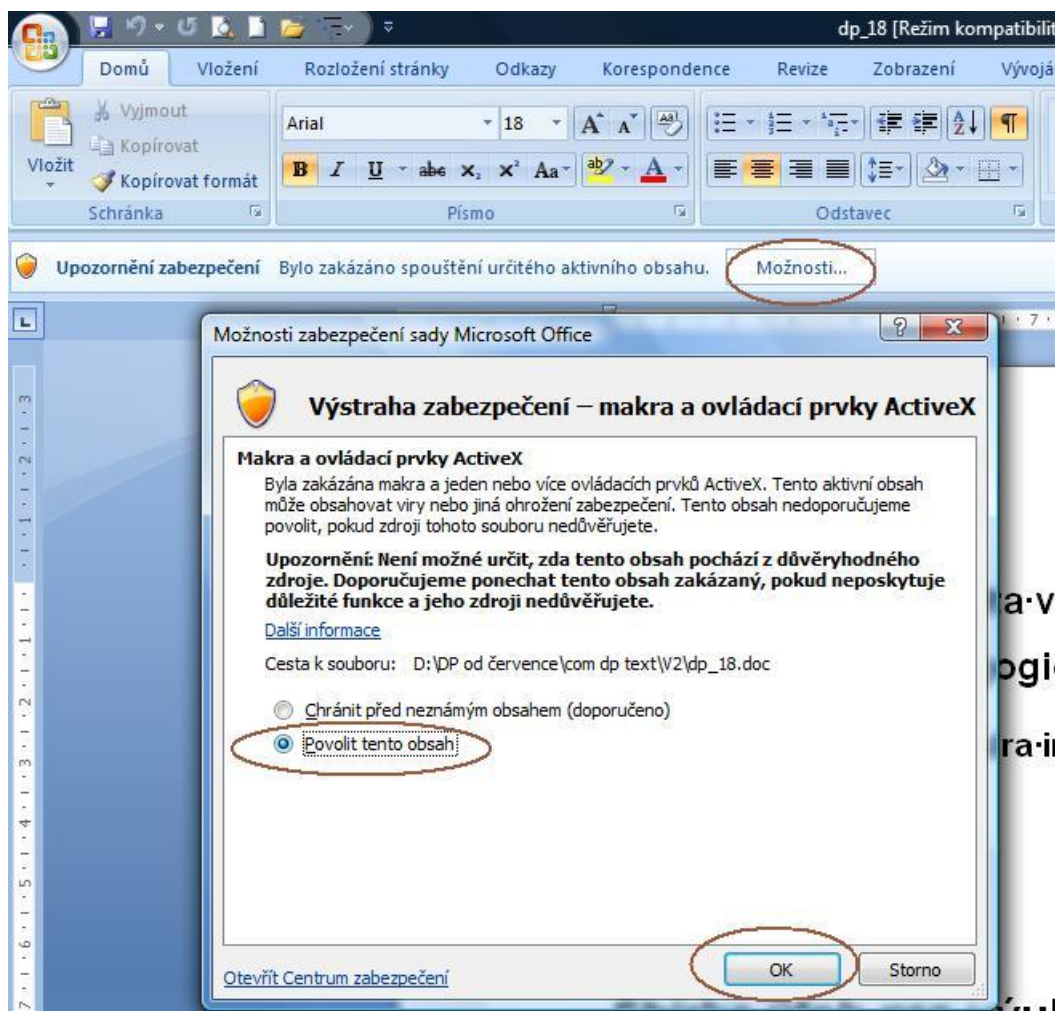 dp_18 [Režim kompatibilit
Domů Vložení Rozložení stránky Odkazy Korespondence Revize Zobrazení Vývojá
Vložit
Vyjmout
Kopírovat
Kopírovat formát
Schránka
Arial 18
Písmo
Odstavec
Upozornění zabezpečení Bylo zakázáno spouštění určitého aktivního obsahu. Možnosti...
Možnosti zabezpečení sady Microsoft Office
Výstraha zabezpečení – makra a ovládací prvky ActiveX
Makra a ovládací prvky ActiveX
Byla zakázána makra a jeden nebo více ovládacích prvků ActiveX. Tento aktivní obsah
může obsahovat viry nebo jiná ohrožení zabezpečení. Tento obsah nedoporučujeme
povolit, pokud zdroji tohoto souboru nedůvěřujete.
Upozornění: Není možné určit, zda tento obsah pochází z důvěryhodného
zdroje. Doporučujeme ponechat tento obsah zakázaný, pokud neposkytuje
důležité funkce a jeho zdroji nedůvěřujete.
Další informace
Cesta k souboru: D:\DP od července\com dp text\V2\dp_18.doc
Chránit před neznámým obsahem (doporučeno)
Povolit tento obsah
Otevřít Centrum zabezpečení
OK Storno